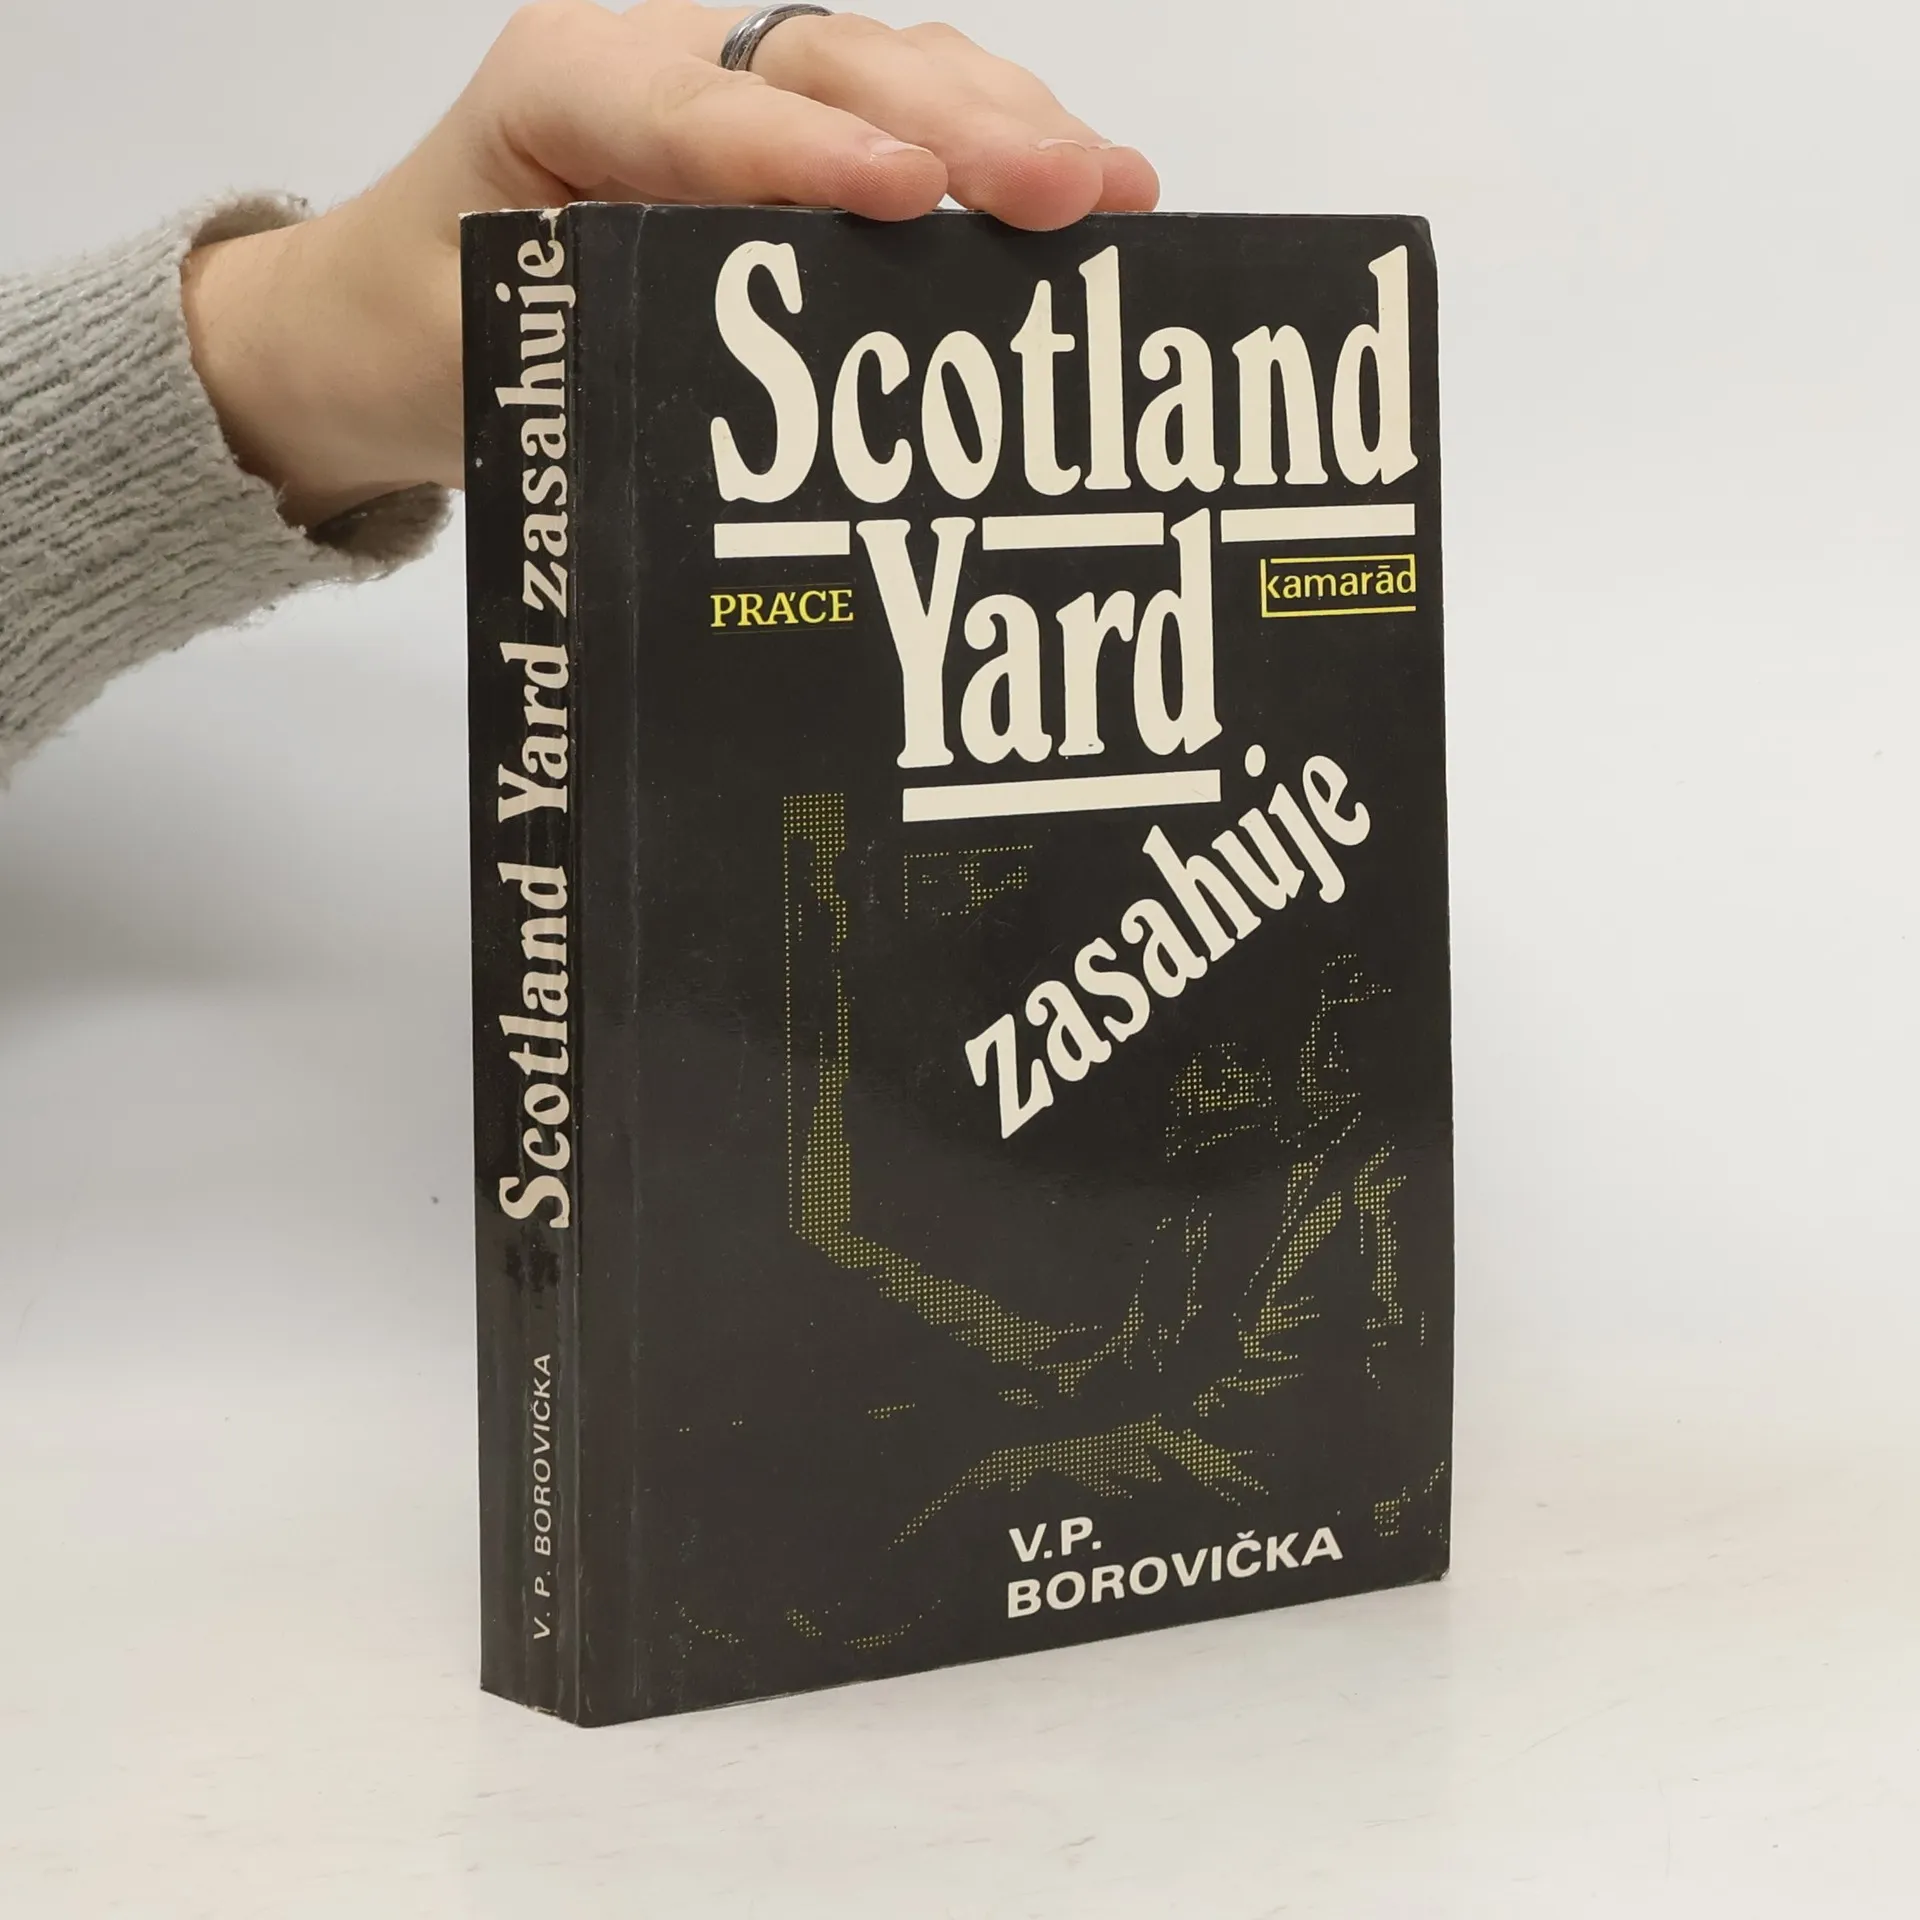 Scotland Yard zasahuje
V. P. BOROVIČKA
Scotland
Yard
PRÁCE
kamarád
zasahuje
V.P.
BOROVIČKA